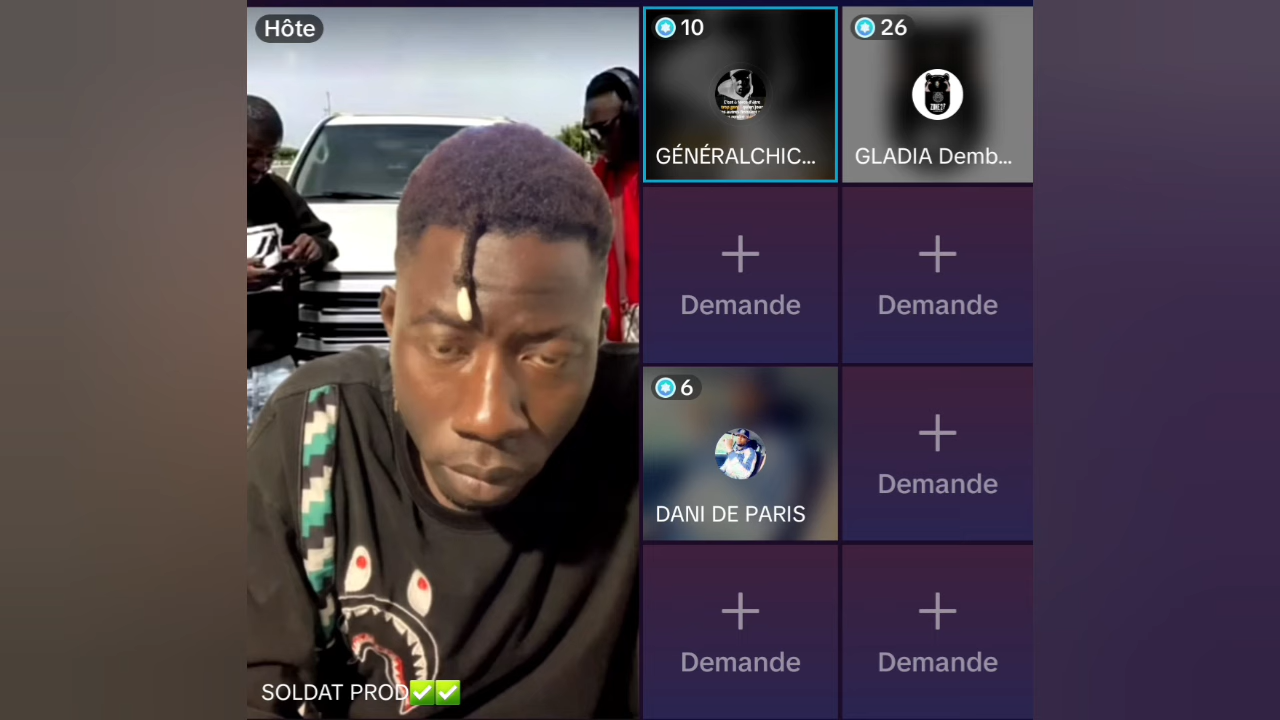 Hôte
10
26
GÉNÉRALCHIC...
GLADIA Demb...
Demande
Demande
6
DANI DE PARIS
Demande
Demande
Demande
SOLDAT PROD✅✅